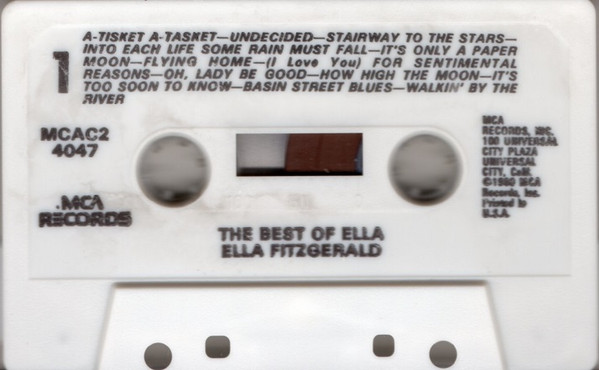 1
A-TISKET A-TASKET—UNDECIDED—STAIRWAY TO THE STARS—
INTO EACH LIFE SOME RAIN MUST FALL—IT'S ONLY A PAPER
MOON—FLYING HOME—(I Love You) FOR SENTIMENTAL
REASONS—OH, LADY BE GOOD—HOW HIGH THE MOON—IT'S
TOO SOON TO KNOW—BASIN STREET BLUES—WALKIN' BY THE
RIVER
MCAC2
4047
MCA
RECORDS
MCA
RECORDS, INC.
100 UNIVERSAL
CITY PLAZA
UNIVERSAL
CITY, Calif.
©1980 MCA
Records, Inc.
Printed in
U.S.A.
THE BEST OF ELLA
ELLA FITZGERALD